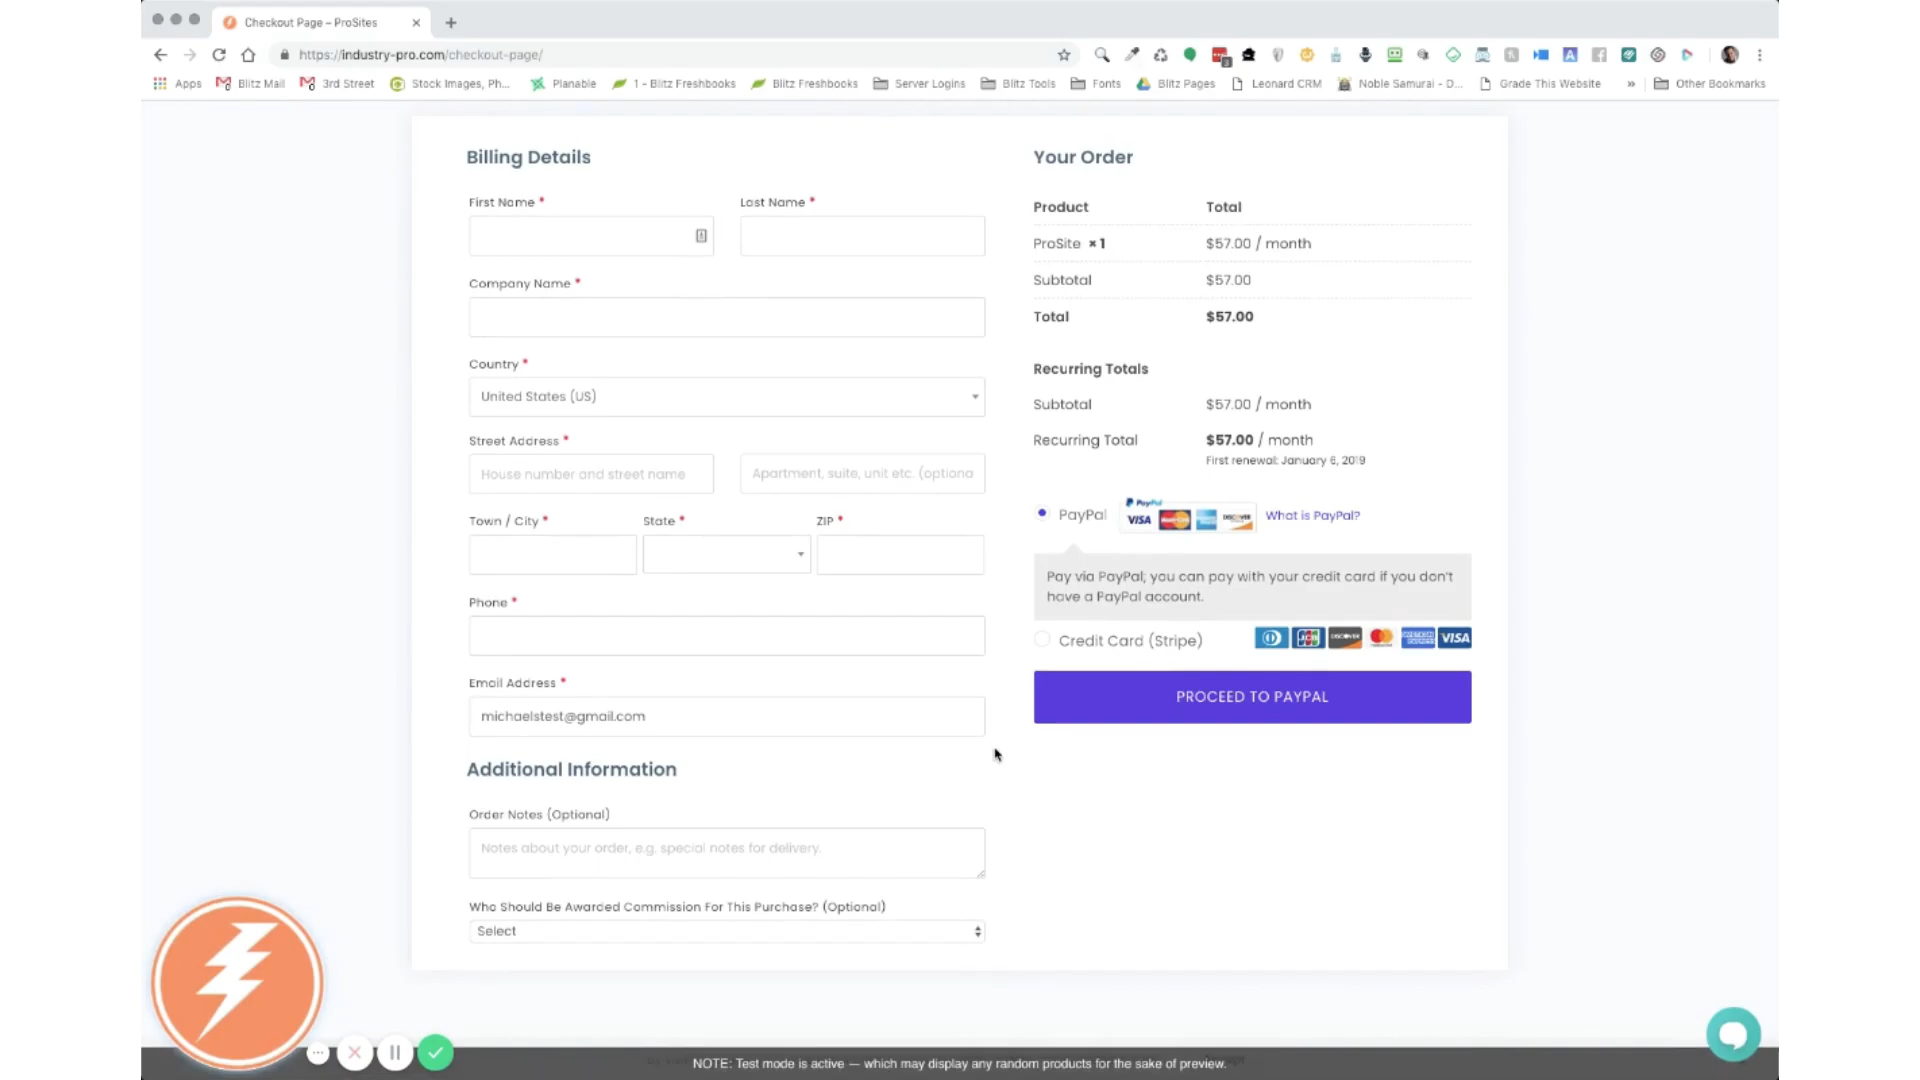 Checkout Page – ProSites
https://industry-pro.com/checkout-page/
Apps
Blitz Mail
3rd Street
Stock Images, Ph...
Planable
1 - Blitz Freshbooks
Blitz Freshbooks
Server Logins
Blitz Tools
Fonts
Blitz Pages
Leonard CRM
Noble Samurai - D...
Grade This Website
»
Other Bookmarks
Billing Details
First Name *
Last Name *
Company Name *
Country *
United States (US)
Street Address *
House number and street name
Apartment, suite, unit etc. (optiona
Town / City *
State *
ZIP *
Phone *
Email Address *
michaelstest@gmail.com
Additional Information
Order Notes (Optional)
Notes about your order, e.g. special notes for delivery.
Who Should Be Awarded Commission For This Purchase? (Optional)
Select
Your Order
Product Total
ProSite × 1 $57.00 / month
Subtotal $57.00
Total $57.00
Recurring Totals
Subtotal $57.00 / month
Recurring Total $57.00 / month
First renewal: January 6, 2019
PayPal
PayPal
VISA
DISCOVER
What is PayPal?
Pay via PayPal; you can pay with your credit card if you don't
have a PayPal account.
Credit Card (Stripe)
JCB
DISCOVER
VISA
PROCEED TO PAYPAL
NOTE: Test mode is active — which may display any random products for the sake of preview.